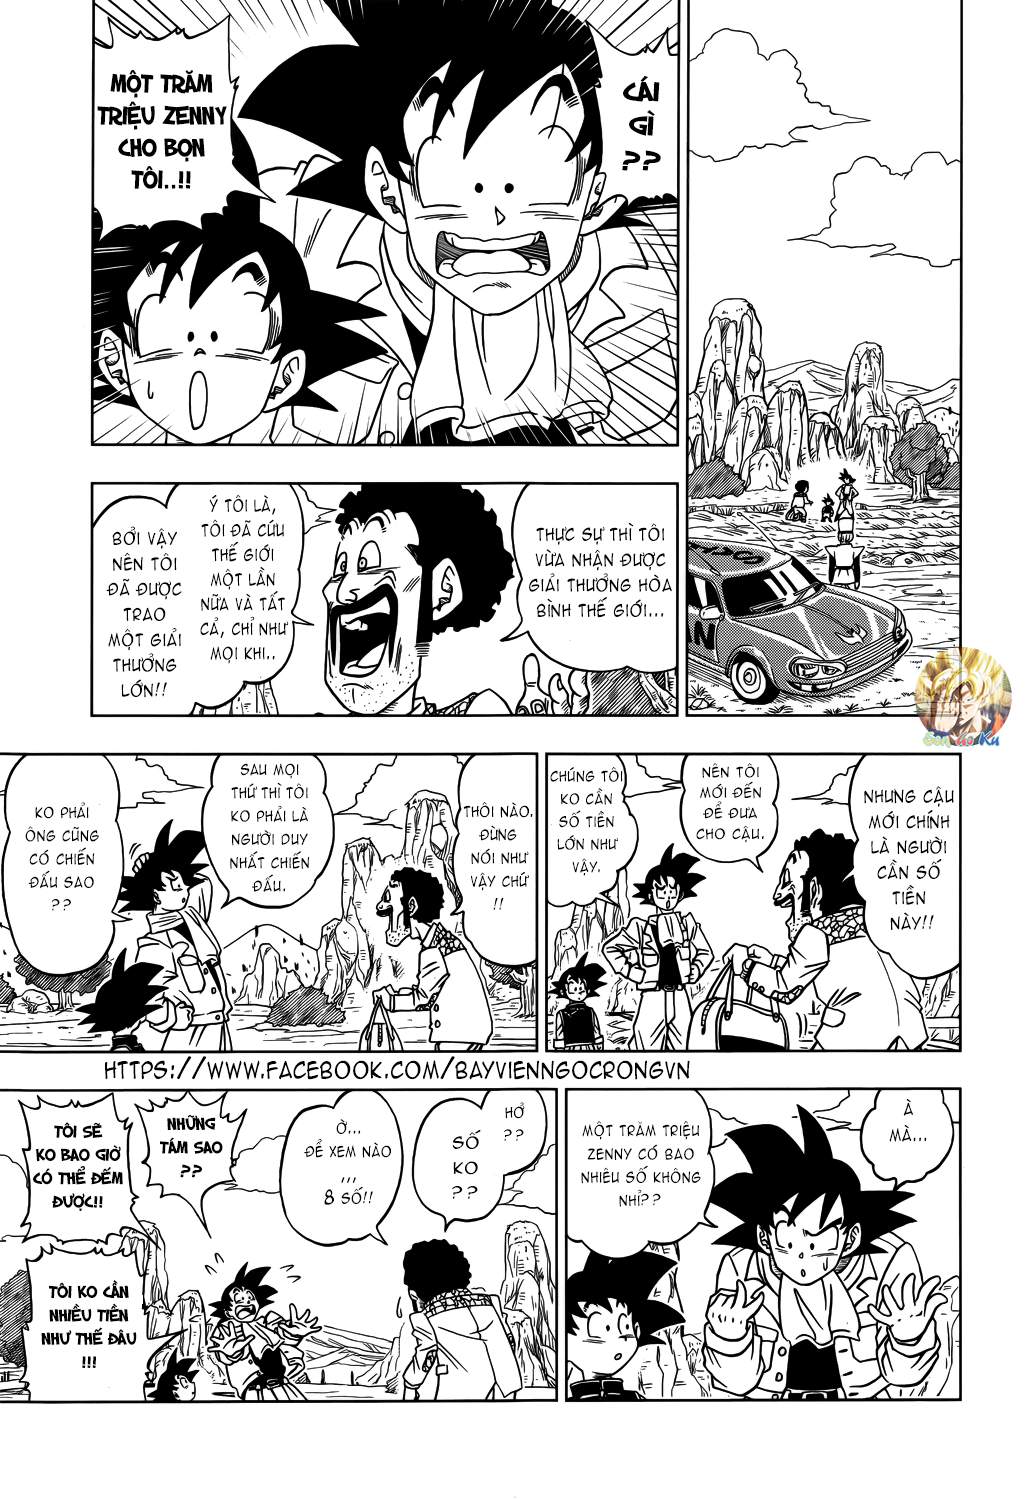 CÁI
GÌ
??
MỘT TRĂM
TRIỆU ZENNY
CHO BỌN
TÔI..!!
THỰC SỰ THÌ TÔI
VỪA NHẬN ĐƯỢC
GIẢI THƯỞNG HÒA
BÌNH THẾ GIỚI...
Ý TÔI LÀ,
TÔI ĐÃ CỨU
THẾ GIỚI
MỘT LẦN
NỮA VÀ TẤT
CẢ, CHỈ NHƯ
MỌI KHI..
BỞI VẬY
NÊN TÔI
ĐÃ ĐƯỢC
TRAO
MỘT GIẢI
THƯỞNG
LỚN!!
AN
Son Go Ku
NHƯNG CẬU
MỚI CHÍNH
LÀ NGƯỜI
CẦN SỐ
TIỀN
NÀY!!
NÊN TÔI
MỚI ĐẾN
ĐỂ ĐƯA
CHO CẬU.
CHÚNG TÔI
KO CẦN
SỐ TIỀN
LỚN NHƯ
VẬY.
THÔI NÀO.
ĐỪNG
NÓI NHƯ
VẬY CHỨ
!!
SAU MỌI
THỨ THÌ TÔI
KO PHẢI LÀ
NGƯỜI DUY
NHẤT CHIẾN
ĐẤU.
KO PHẢI
ÔNG CŨNG
CÓ CHIẾN
ĐẤU SAO
??
HTTPS://WWW.FACEBOOK.COM/BAYVIENNGOCRONGVN
À
MÀ...
MỘT TRĂM TRIỆU
ZENNY CÓ BAO
NHIÊU SỐ KHÔNG
NHỈ??
HỞ
??
SỐ
KO
??
Ở...
ĐỂ XEM NÀO
...
8 SỐ!!
NHỮNG
TÁM SAO
??
TÔI SẼ
KO BAO GIỜ
CÓ THỂ ĐẾM
ĐƯỢC!!
TÔI KO CẦN
NHIỀU TIỀN
NHƯ THẾ ĐÂU
!!!